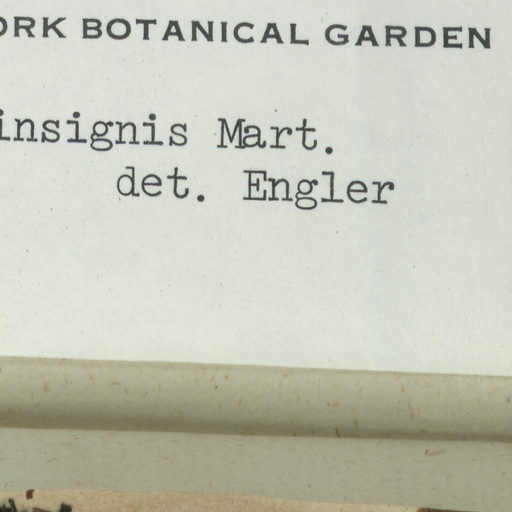 ORK BOTANICAL GARDEN
insignis Mart.
det. Engler